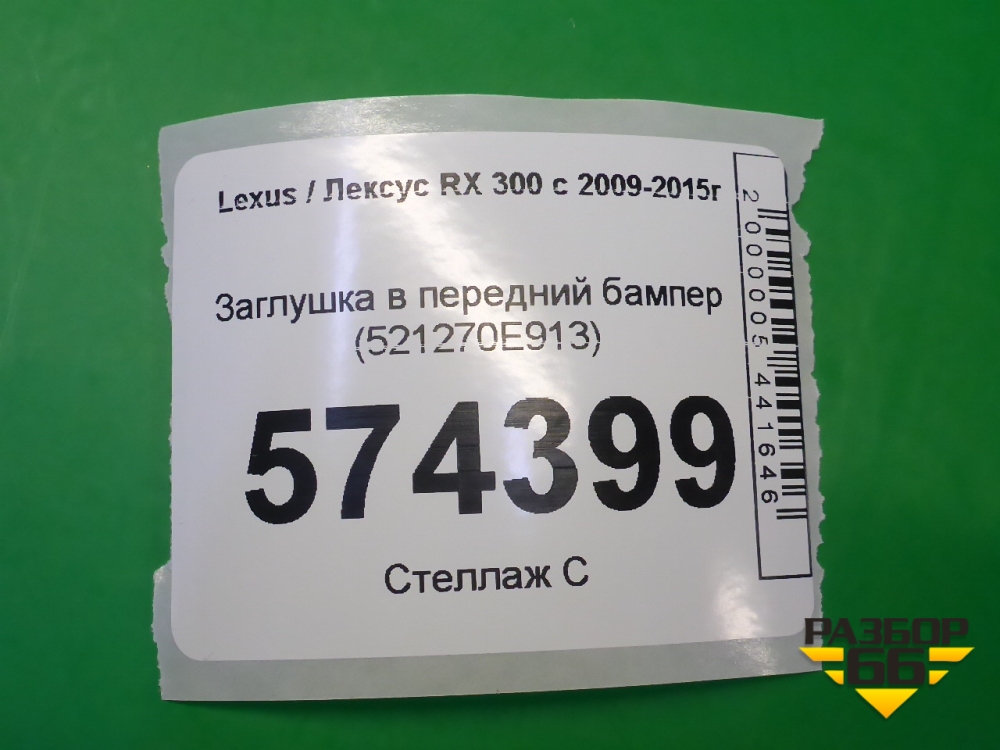 Lexus / Лексус RX 300 с 2009-2015г
Заглушка в передний бампер
(521270E913)
574399
Стеллаж С
2000005441646
РАЗБОР
66